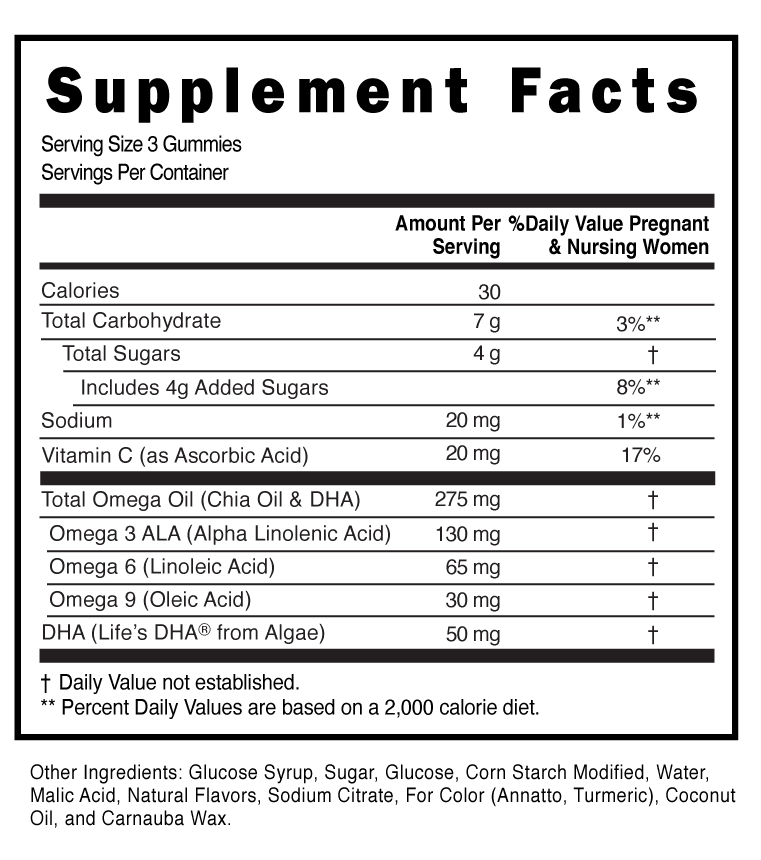 Supplement Facts
Serving Size 3 Gummies
Servings Per Container
Amount Per Serving %Daily Value Pregnant & Nursing Women
Calories 30
Total Carbohydrate 7 g 3%**
Total Sugars 4 g †
Includes 4g Added Sugars 8%**
Sodium 20 mg 1%**
Vitamin C (as Ascorbic Acid) 20 mg 17%
Total Omega Oil (Chia Oil & DHA) 275 mg †
Omega 3 ALA (Alpha Linolenic Acid) 130 mg †
Omega 6 (Linoleic Acid) 65 mg †
Omega 9 (Oleic Acid) 30 mg †
DHA (Life's DHA® from Algae) 50 mg †
† Daily Value not established.
** Percent Daily Values are based on a 2,000 calorie diet.
Other Ingredients: Glucose Syrup, Sugar, Glucose, Corn Starch Modified, Water,
Malic Acid, Natural Flavors, Sodium Citrate, For Color (Annatto, Turmeric), Coconut
Oil, and Carnauba Wax.